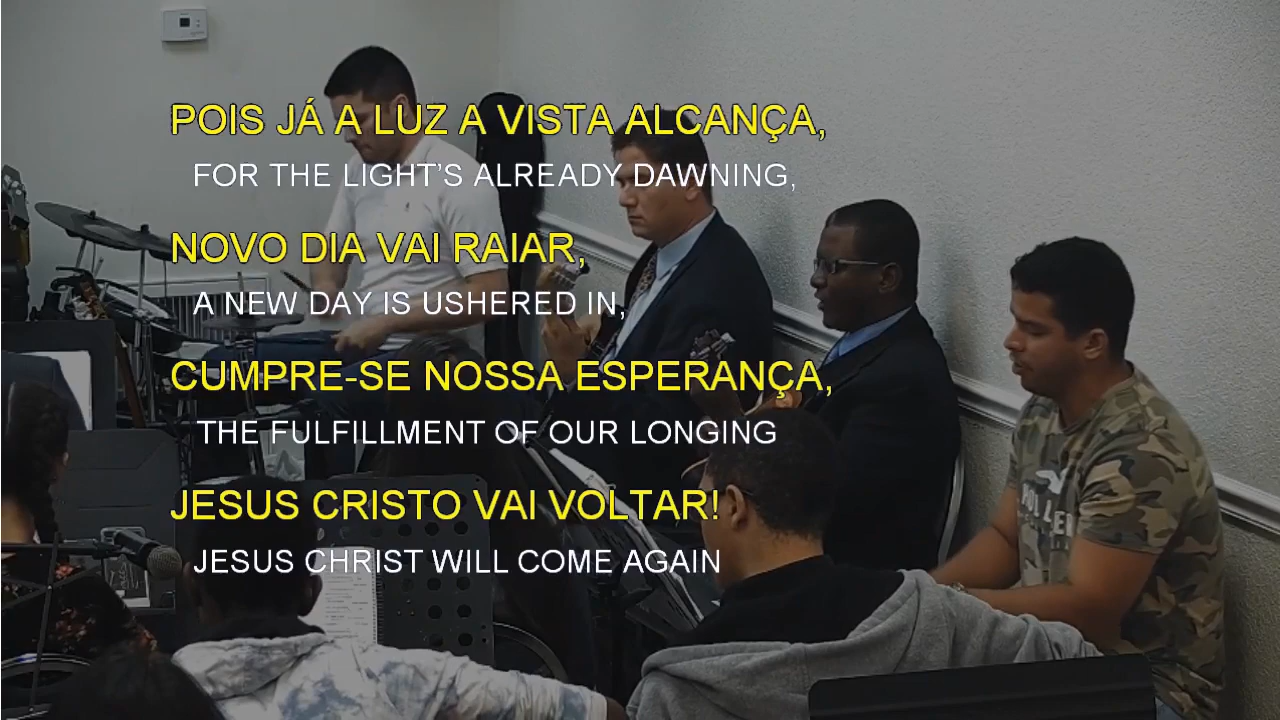 POIS JÁ A LUZ A VISTA ALCANÇA,
FOR THE LIGHT'S ALREADY DAWNING,
NOVO DIA VAI RAIAR,
A NEW DAY IS USHERED IN,
CUMPRE-SE NOSSA ESPERANÇA,
THE FULFILLMENT OF OUR LONGING
JESUS CRISTO VAI VOLTAR!
JESUS CHRIST WILL COME AGAIN